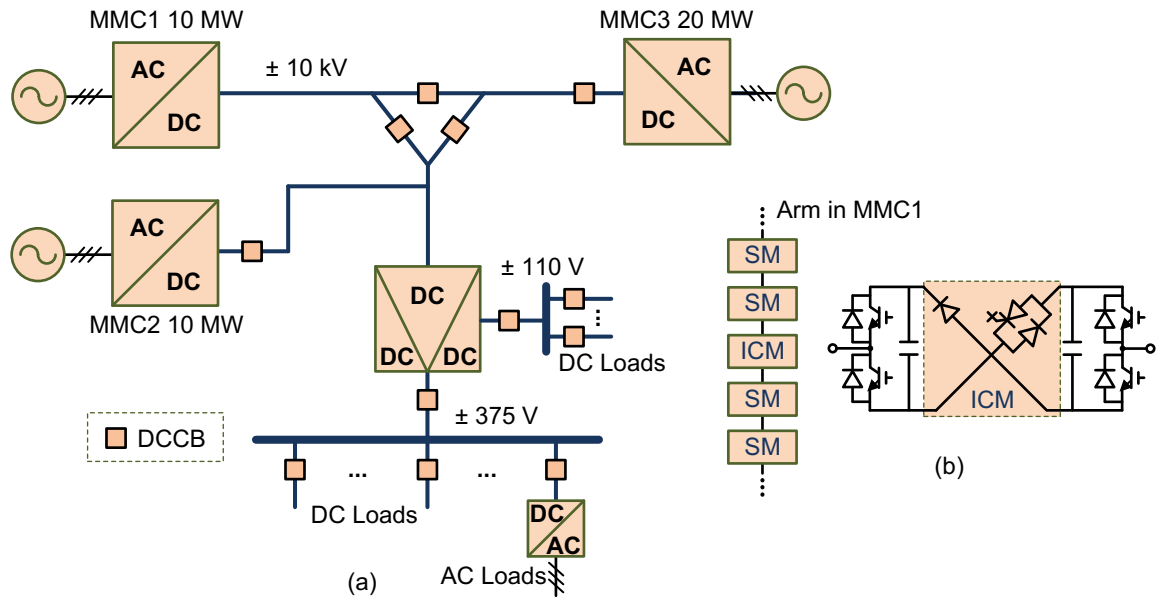 MMC1 10 MW
MMC3 20 MW
AC
DC
± 10 kV
AC
DC
AC
DC
MMC2 10 MW
Arm in MMC1
SM
SM
ICM
SM
SM
ICM
(b)
DC
DC
DC
± 110 V
DC Loads
± 375 V
DCCB
...
...
DC Loads
DC
AC
AC Loads
(a)